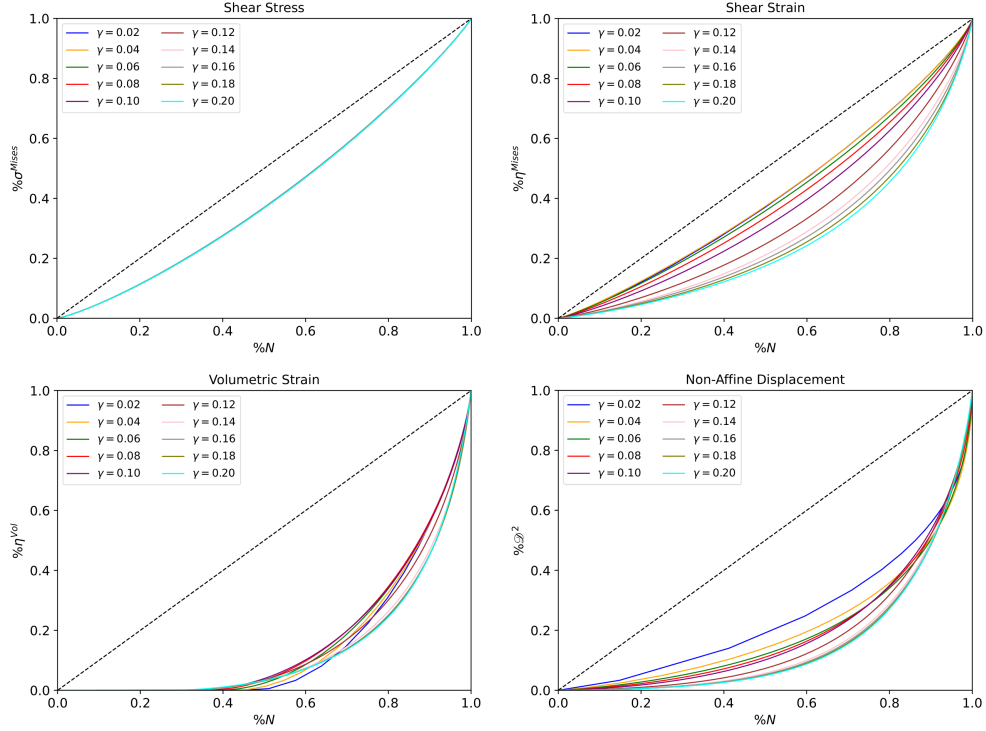 Shear Stress
%σ^Mises
1.0
0.8
0.6
0.4
0.2
0.0
γ = 0.02
γ = 0.04
γ = 0.06
γ = 0.08
γ = 0.10
γ = 0.12
γ = 0.14
γ = 0.16
γ = 0.18
γ = 0.20
0.0 0.2 0.4 0.6 0.8 1.0
%N
Shear Strain
%η^Mises
1.0
0.8
0.6
0.4
0.2
0.0
γ = 0.02
γ = 0.04
γ = 0.06
γ = 0.08
γ = 0.10
γ = 0.12
γ = 0.14
γ = 0.16
γ = 0.18
γ = 0.20
0.0 0.2 0.4 0.6 0.8 1.0
%N
Volumetric Strain
%η^Vol
1.0
0.8
0.6
0.4
0.2
0.0
γ = 0.02
γ = 0.04
γ = 0.06
γ = 0.08
γ = 0.10
γ = 0.12
γ = 0.14
γ = 0.16
γ = 0.18
γ = 0.20
0.0 0.2 0.4 0.6 0.8 1.0
%N
Non-Affine Displacement
%𝒟²
1.0
0.8
0.6
0.4
0.2
0.0
γ = 0.02
γ = 0.04
γ = 0.06
γ = 0.08
γ = 0.10
γ = 0.12
γ = 0.14
γ = 0.16
γ = 0.18
γ = 0.20
0.0 0.2 0.4 0.6 0.8 1.0
%N